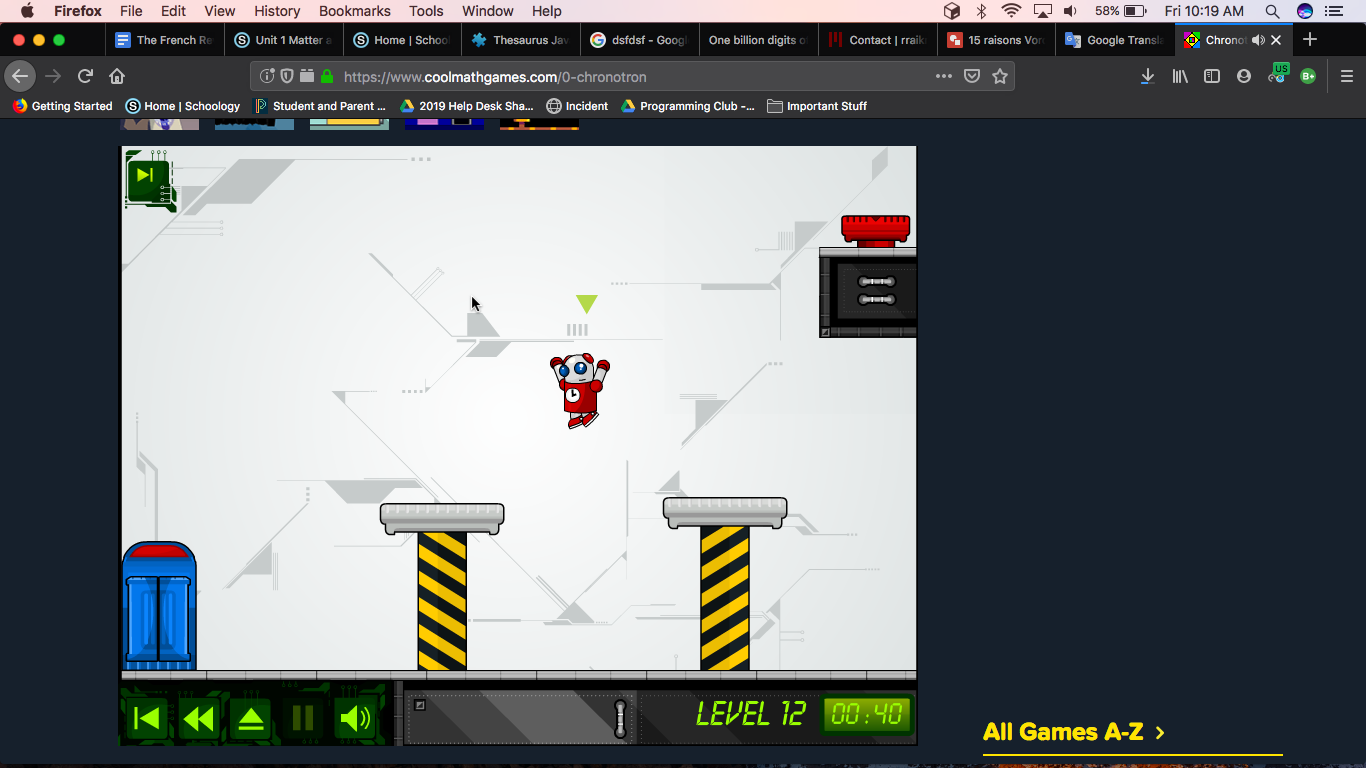 Firefox File Edit View History Bookmarks Tools Window Help 58% Fri 10:19 AM
The French Re Unit 1 Matter a Home | School Thesaurus Jav dsfdsf - Googl One billion digits o Contact | rraik 15 raisons Vor Google Transla Chronot
https://www.coolmathgames.com/0-chronotron US B+
Getting Started Home | Schoology Student and Parent ... 2019 Help Desk Sha... Incident Programming Club -... Important Stuff
LEVEL 12 00:40
All Games A-Z >